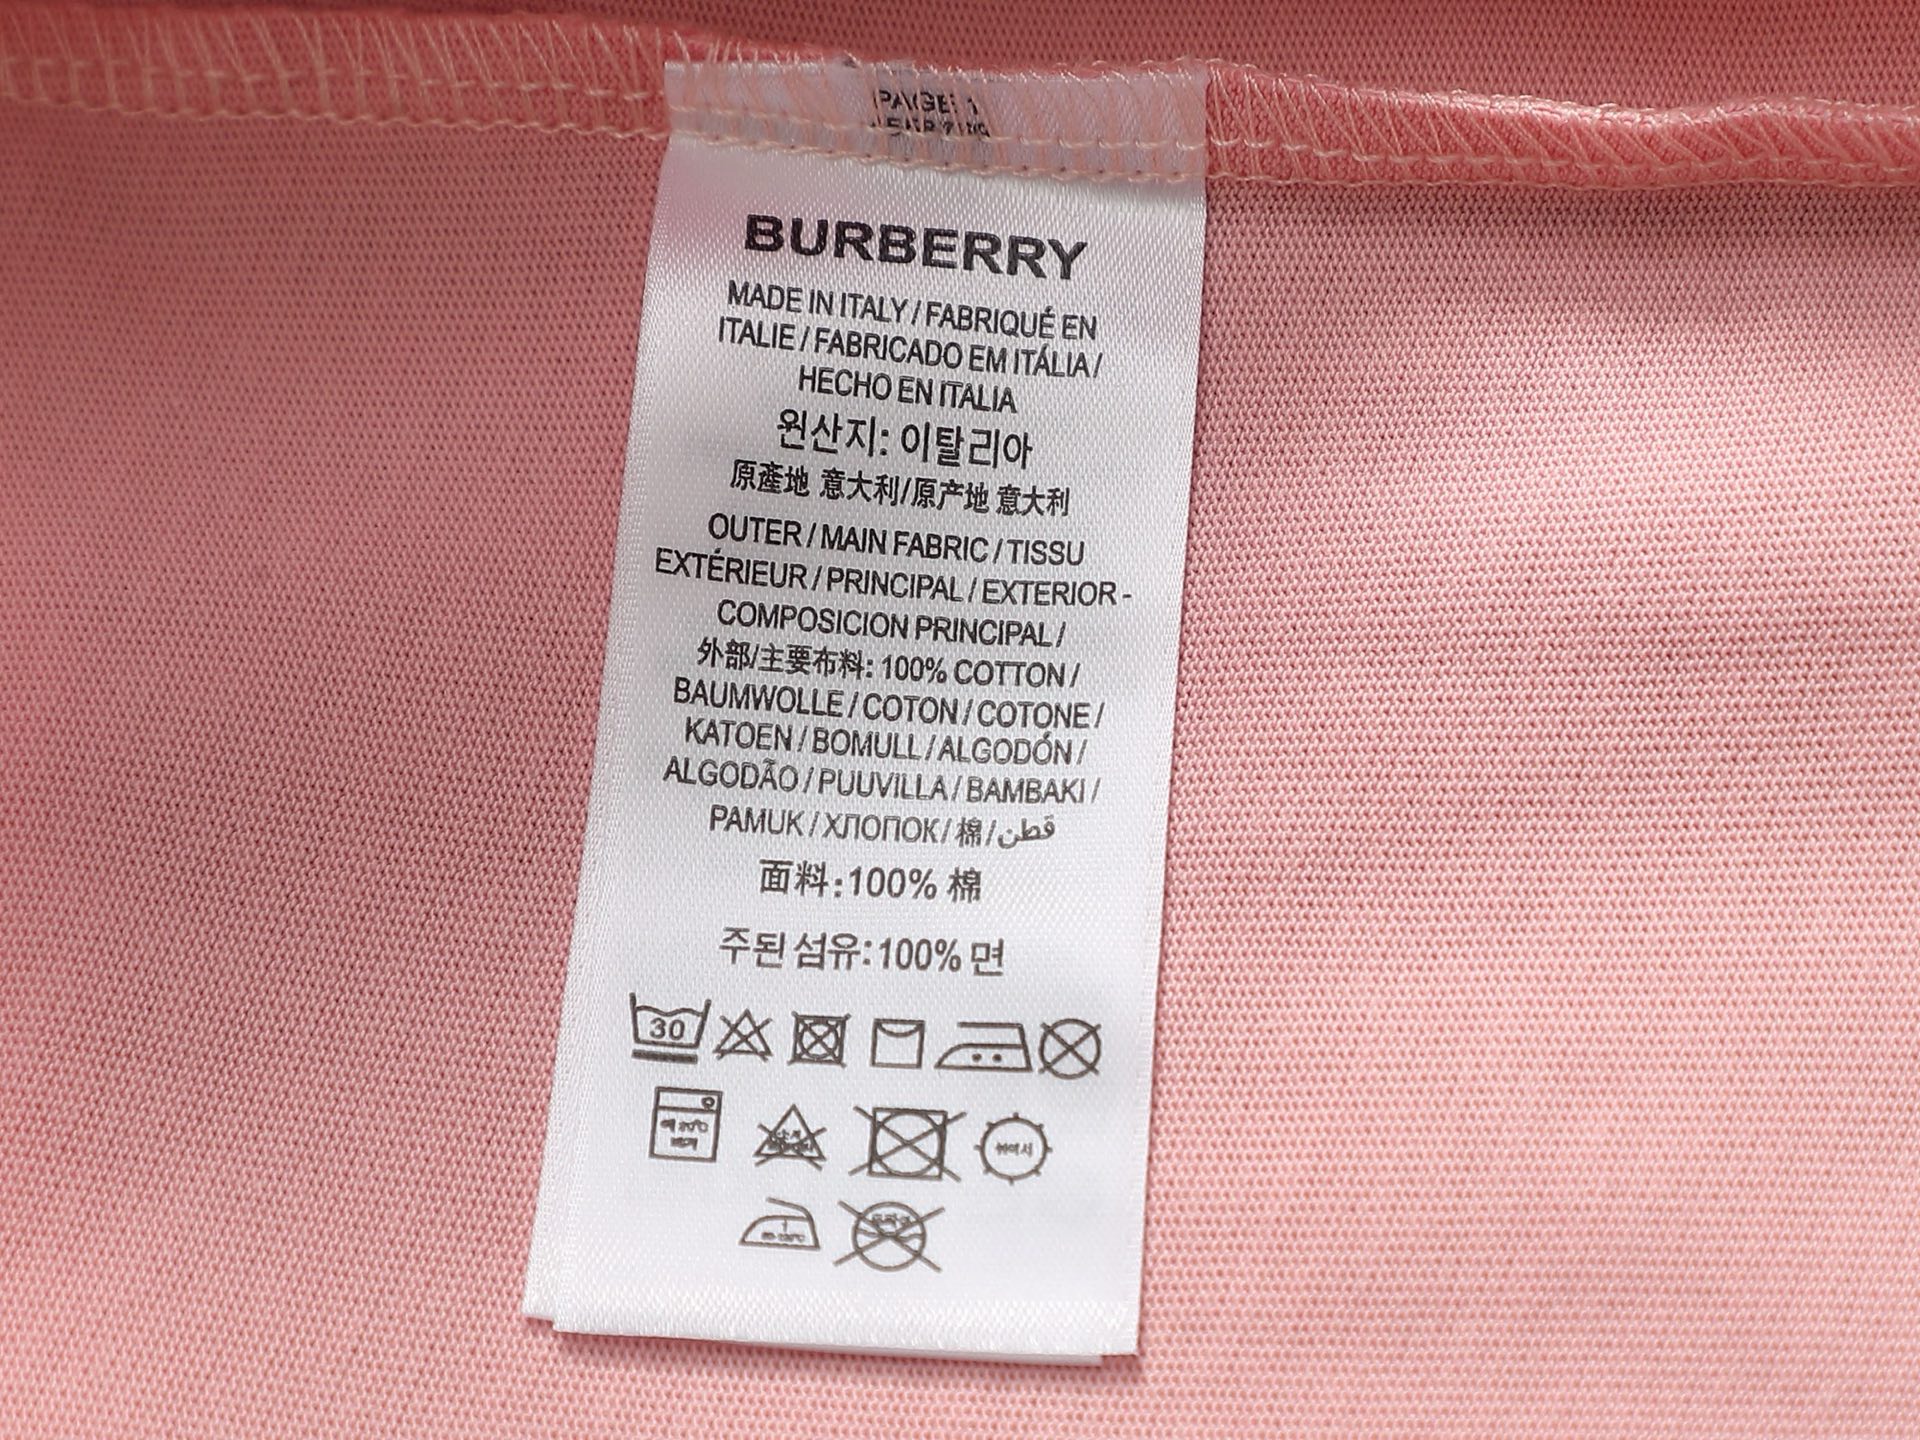 PAGE 1
BURBERRY
MADE IN ITALY / FABRIQUÉ EN
ITALIE / FABRICADO EM ITÁLIA /
HECHO EN ITALIA
원산지: 이탈리아
原產地 意大利/原产地 意大利
OUTER / MAIN FABRIC / TISSU
EXTÉRIEUR / PRINCIPAL / EXTERIOR -
COMPOSICION PRINCIPAL /
外部/主要布料: 100% COTTON /
BAUMWOLLE / COTON / COTONE /
KATOEN / BOMULL / ALGODÓN /
ALGODÃO / PUUVILLA / BAMBAKI /
PAMUK / ХЛОПОК / 棉 / قطن
面料:100% 棉
주된 섬유:100% 면
30